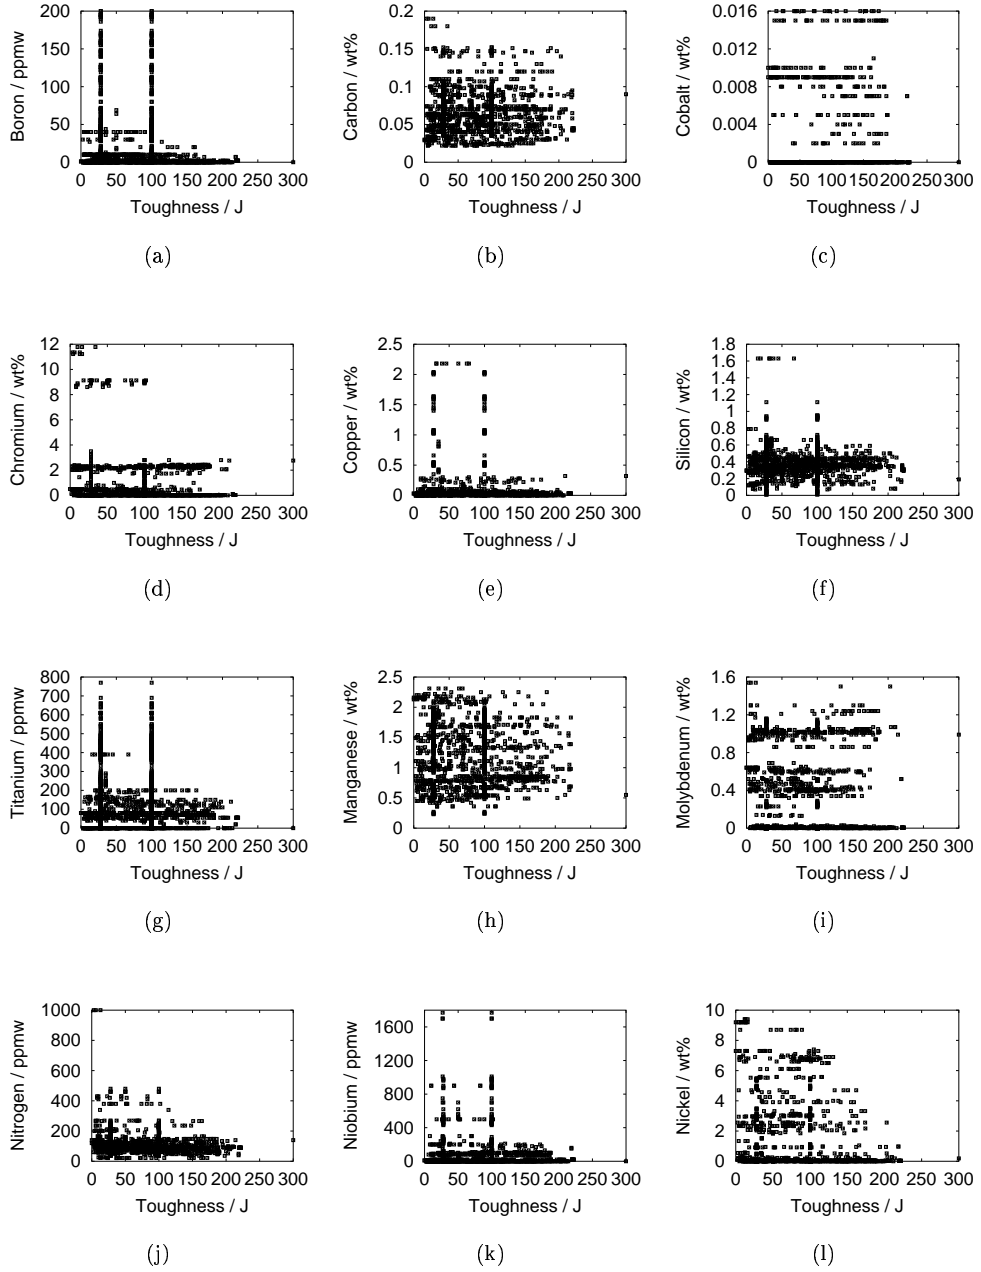 200
150
100
50
0
Boron / ppmw
0 50 100 150 200 250 300
Toughness / J
(a)
0.2
0.15
0.1
0.05
0
Carbon / wt%
0 50 100 150 200 250 300
Toughness / J
(b)
0.016
0.012
0.008
0.004
0
Cobalt / wt%
0 50 100 150 200 250 300
Toughness / J
(c)
12
10
8
6
4
2
0
Chromium / wt%
0 50 100 150 200 250 300
Toughness / J
(d)
2.5
2
1.5
1
0.5
0
Copper / wt%
0 50 100 150 200 250 300
Toughness / J
(e)
1.8
1.6
1.4
1.2
1
0.8
0.6
0.4
0.2
0
Silicon / wt%
0 50 100 150 200 250 300
Toughness / J
(f)
800
700
600
500
400
300
200
100
0
Titanium / ppmw
0 50 100 150 200 250 300
Toughness / J
(g)
2.5
2
1.5
1
0.5
0
Manganese / wt%
0 50 100 150 200 250 300
Toughness / J
(h)
1.6
1.2
0.8
0.4
0
Molybdenum / wt%
0 50 100 150 200 250 300
Toughness / J
(i)
1000
800
600
400
200
0
Nitrogen / ppmw
0 50 100 150 200 250 300
Toughness / J
(j)
1600
1200
800
400
0
Niobium / ppmw
0 50 100 150 200 250 300
Toughness / J
(k)
10
8
6
4
2
0
Nickel / wt%
0 50 100 150 200 250 300
Toughness / J
(l)